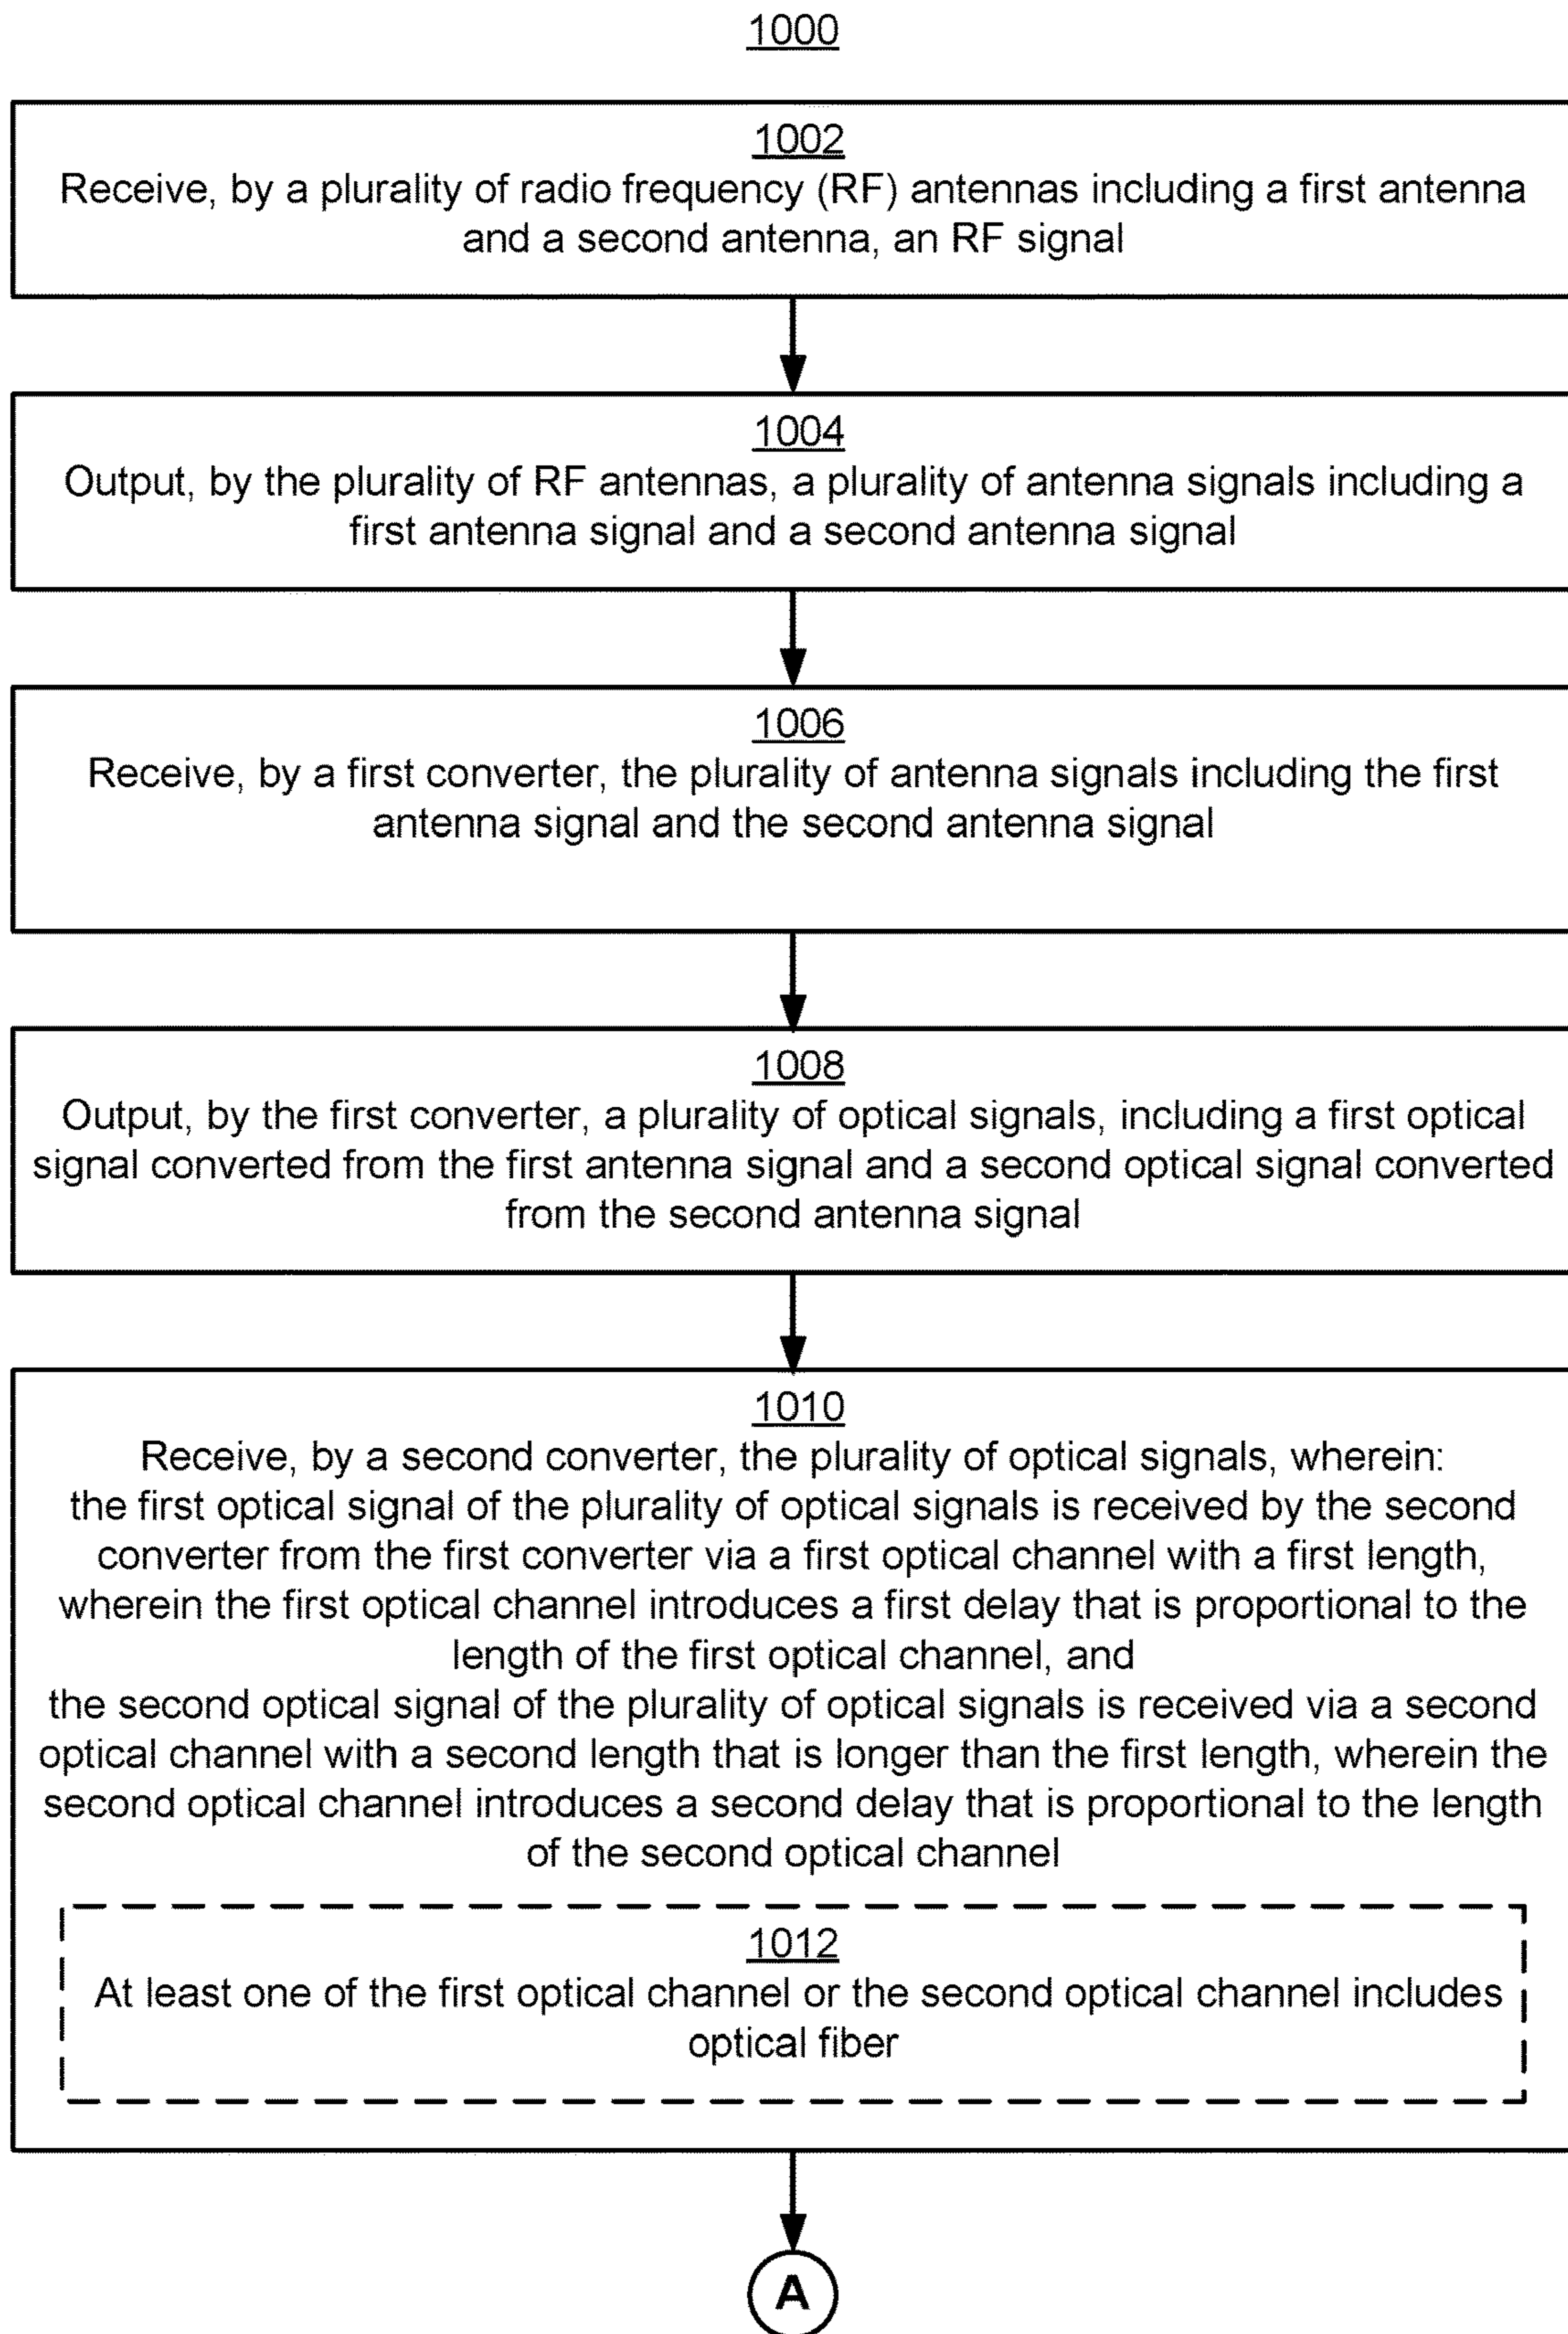 1000
1002
Receive, by a plurality of radio frequency (RF) antennas including a first antenna
and a second antenna, an RF signal
1004
Output, by the plurality of RF antennas, a plurality of antenna signals including a
first antenna signal and a second antenna signal
1006
Receive, by a first converter, the plurality of antenna signals including the first
antenna signal and the second antenna signal
1008
Output, by the first converter, a plurality of optical signals, including a first optical
signal converted from the first antenna signal and a second optical signal converted
from the second antenna signal
1010
Receive, by a second converter, the plurality of optical signals, wherein:
the first optical signal of the plurality of optical signals is received by the second
converter from the first converter via a first optical channel with a first length,
wherein the first optical channel introduces a first delay that is proportional to the
length of the first optical channel, and
the second optical signal of the plurality of optical signals is received via a second
optical channel with a second length that is longer than the first length, wherein the
second optical channel introduces a second delay that is proportional to the length
of the second optical channel
1012
At least one of the first optical channel or the second optical channel includes
optical fiber
A